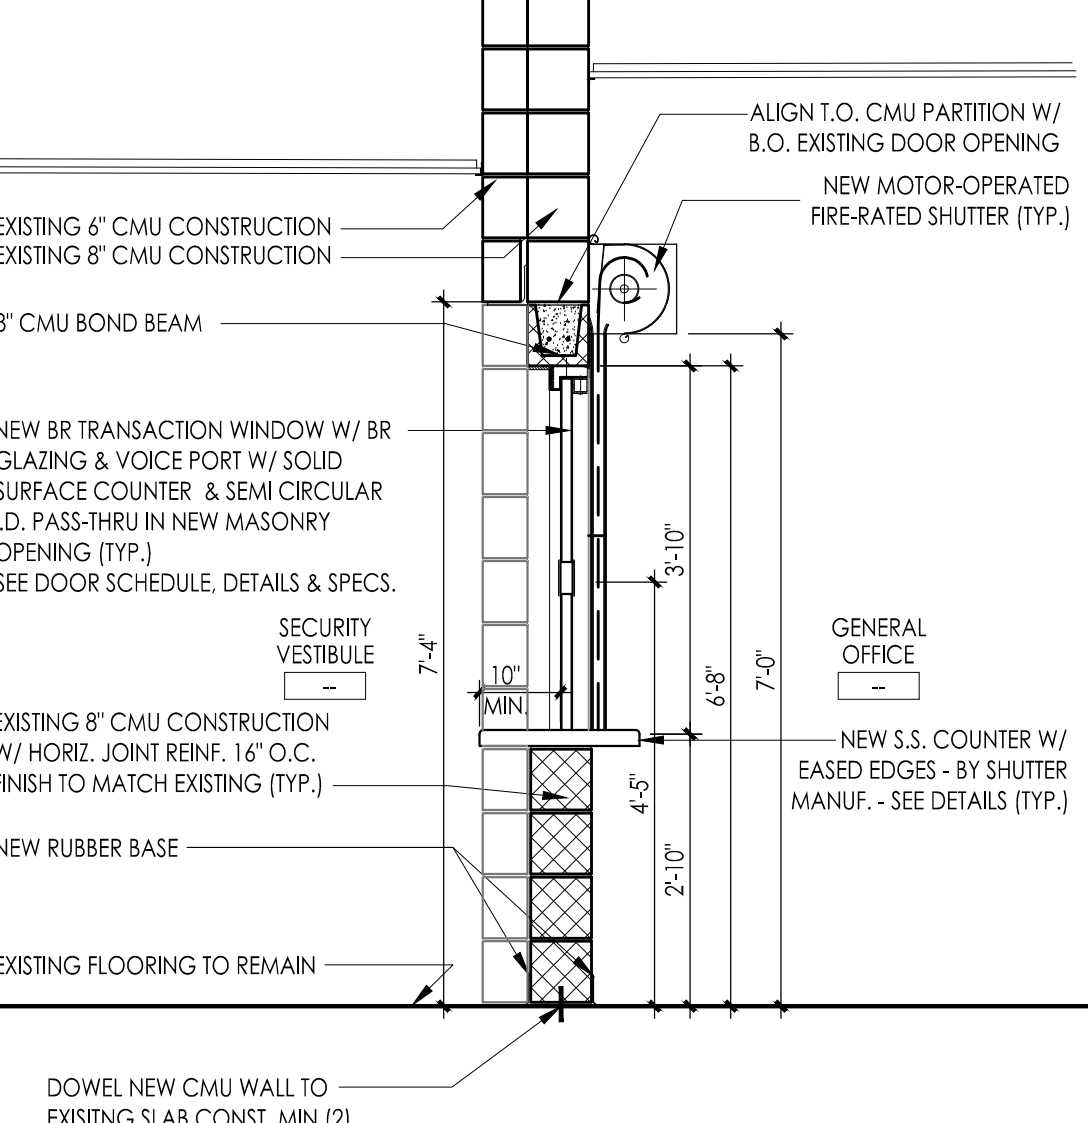 ALIGN T.O. CMU PARTITION W/
B.O. EXISTING DOOR OPENING
NEW MOTOR-OPERATED
FIRE-RATED SHUTTER (TYP.)
EXISTING 6" CMU CONSTRUCTION
EXISTING 8" CMU CONSTRUCTION
8" CMU BOND BEAM
NEW BR TRANSACTION WINDOW W/ BR
GLAZING & VOICE PORT W/ SOLID
SURFACE COUNTER & SEMI CIRCULAR
I.D. PASS-THRU IN NEW MASONRY
OPENING (TYP.)
SEE DOOR SCHEDULE, DETAILS & SPECS.
SECURITY
VESTIBULE
--
7'-4"
10"
MIN.
3'-10"
6'-8"
7'-0"
4'-5"
2'-10"
GENERAL
OFFICE
--
EXISTING 8" CMU CONSTRUCTION
W/ HORIZ. JOINT REINF. 16" O.C.
FINISH TO MATCH EXISTING (TYP.)
NEW S.S. COUNTER W/
EASED EDGES - BY SHUTTER
MANUF. - SEE DETAILS (TYP.)
NEW RUBBER BASE
EXISTING FLOORING TO REMAIN
DOWEL NEW CMU WALL TO
EXISITNG SLAB CONST. MIN (2)